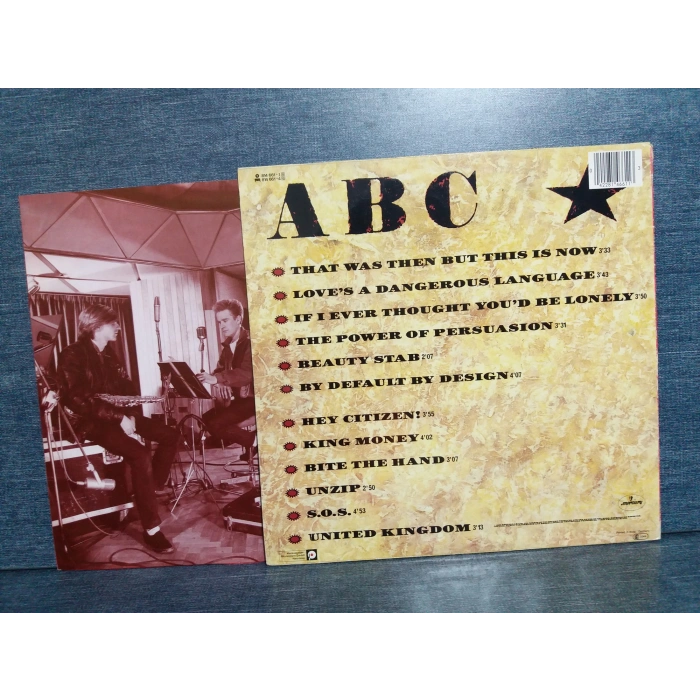 ABC
THAT WAS THEN BUT THIS IS NOW 3'33
LOVE'S A DANGEROUS LANGUAGE 3'43
IF I EVER THOUGHT YOU'D BE LONELY 3'50
THE POWER OF PERSUASION 3'31
BEAUTY STAB 2'07
BY DEFAULT BY DESIGN 4'07
HEY CITIZEN! 3'55
KING MONEY 4'02
BITE THE HAND 3'07
UNZIP 2'50
S.O.S. 4'53
UNITED KINGDOM 3'13